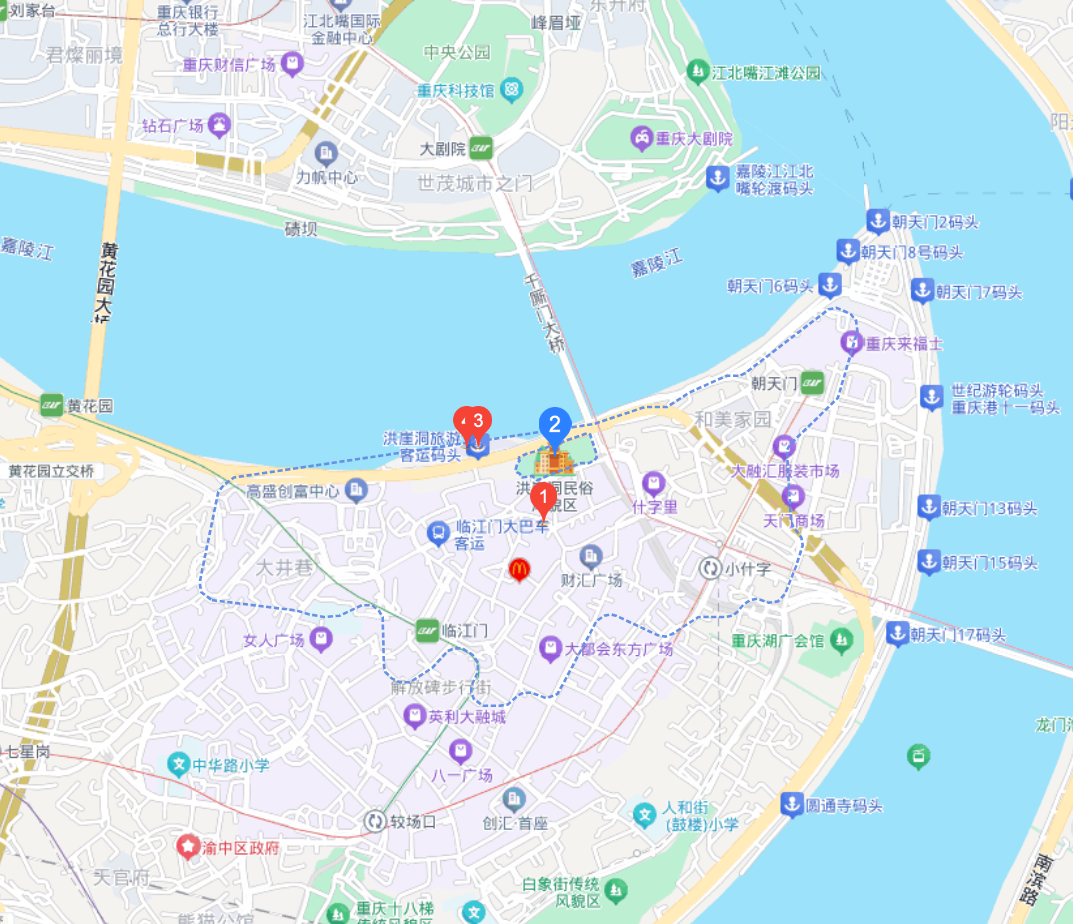 刘家台
重庆银行
总行大楼
江北嘴国际
金融中心
峰眉垭
东升府
君燦丽境
重庆财信广场
中央公园
重庆科技馆
江北嘴江滩公园
钻石广场
大剧院
重庆大剧院
力帆中心
世茂城市之门
嘉陵江江北
嘴轮渡码头
碛坝
嘉陵江
嘉陵江
黄花园大桥
千厮门大桥
朝天门2码头
朝天门8号码头
朝天门6码头
朝天门7码头
重庆来福士
朝天门
世纪游轮码头
重庆港十一码头
黄花园
和美家园
4
3
2
洪崖洞旅游
客运码头
黄花园立交桥
大融汇服装市场
高盛创富中心
洪崖洞民俗
风貌区
1
什字里
天门商场
朝天门13码头
临江门大巴车
客运
大井巷
财汇广场
小什字
朝天门15码头
女人广场
临江门
大都会东方广场
重庆湖广会馆
朝天门17码头
解放碑步行街
英利大融城
七星岗
中华路小学
八一广场
创汇·首座
人和街
(鼓楼)小学
圆通寺码头
较场口
渝中区政府
天官府
白象街传统
风貌区
南滨路
重庆十八梯
传统风貌区
熊猫公馆